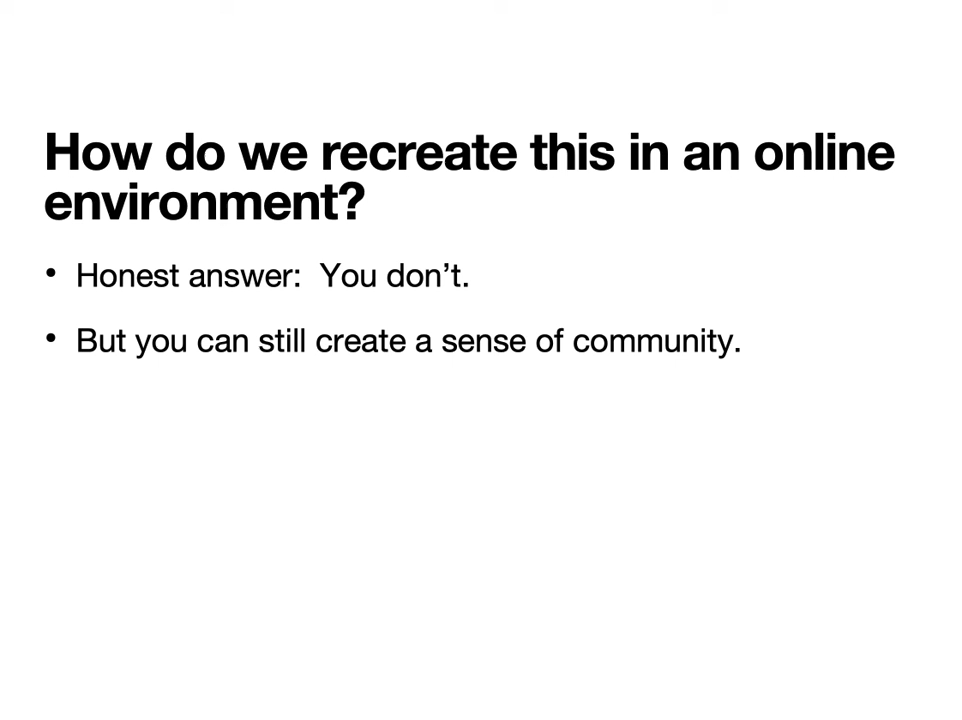 How do we recreate this in an online
environment?
• Honest answer:  You don’t.
• But you can still create a sense of community.